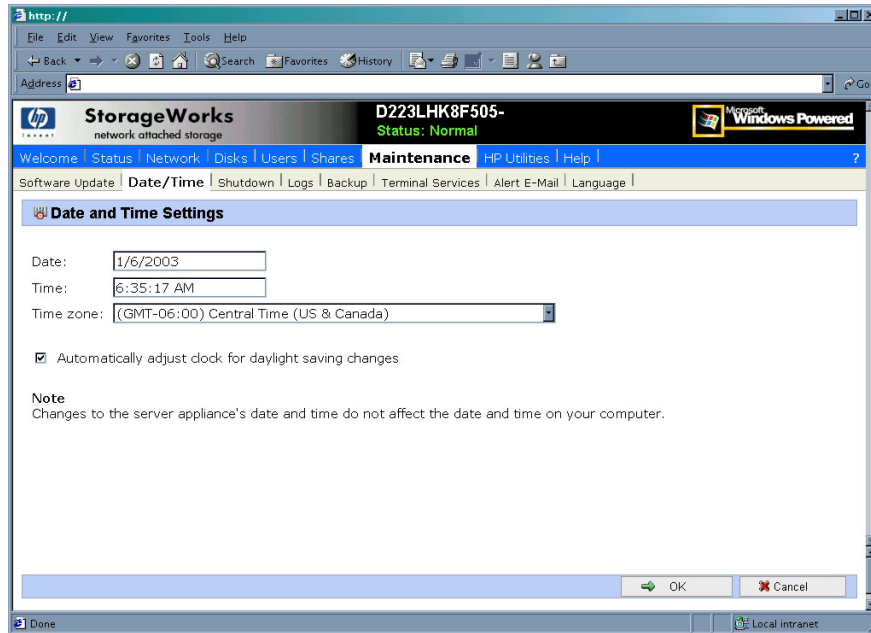 http://
File Edit View Favorites Tools Help
Back Search Favorites History
Address Go
hp
invent
StorageWorks
network attached storage
D223LHK8F505-
Status: Normal
Microsoft
Windows Powered
Welcome Status Network Disks Users Shares Maintenance HP Utilities Help ?
Software Update Date/Time Shutdown Logs Backup Terminal Services Alert E-Mail Language
Date and Time Settings
Date: 1/6/2003
Time: 6:35:17 AM
Time zone: (GMT-06:00) Central Time (US & Canada)
Automatically adjust clock for daylight saving changes
Note
Changes to the server appliance's date and time do not affect the date and time on your computer.
OK Cancel
Done Local intranet